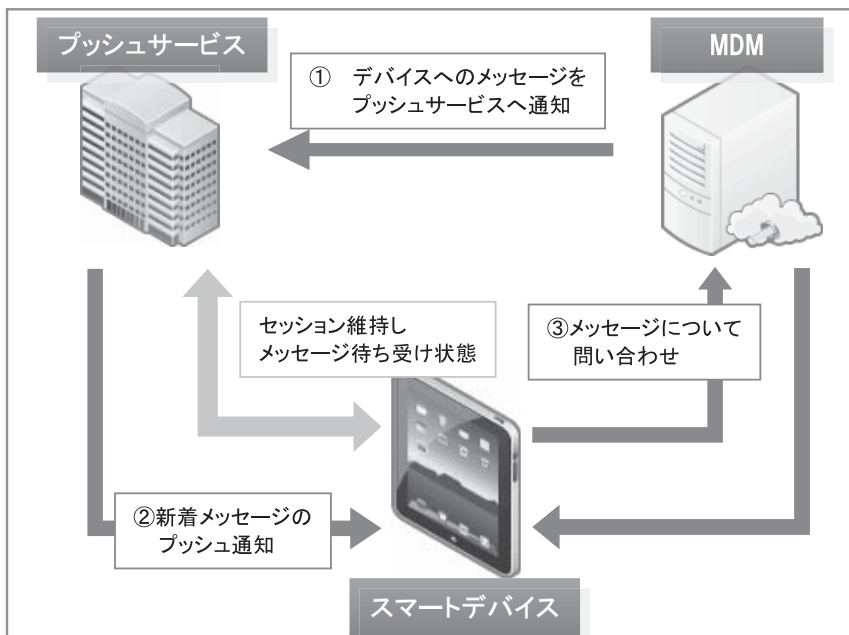 プッシュサービス
MDM
① デバイスへのメッセージを
プッシュサービスへ通知
セッション維持し
メッセージ待ち受け状態
③メッセージについて
問い合わせ
②新着メッセージの
プッシュ通知
スマートデバイス